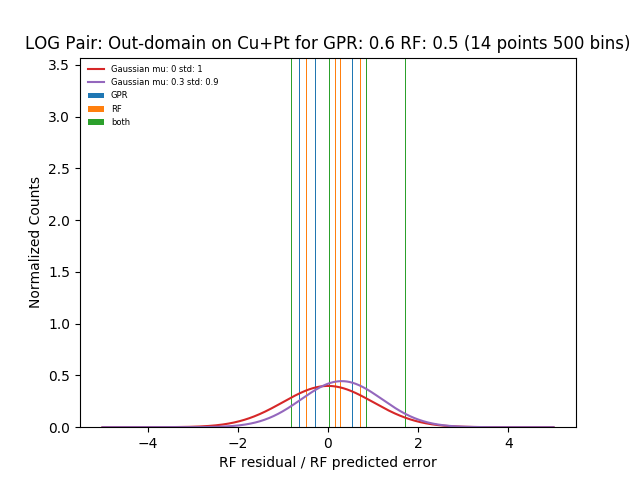 LOG Pair: Out-domain on Cu+Pt for GPR: 0.6 RF: 0.5 (14 points 500 bins)
Gaussian mu: 0 std: 1
Gaussian mu: 0.3 std: 0.9
GPR
RF
both
Normalized Counts
3.5
3.0
2.5
2.0
1.5
1.0
0.5
0.0
−4
−2
0
2
4
RF residual / RF predicted error